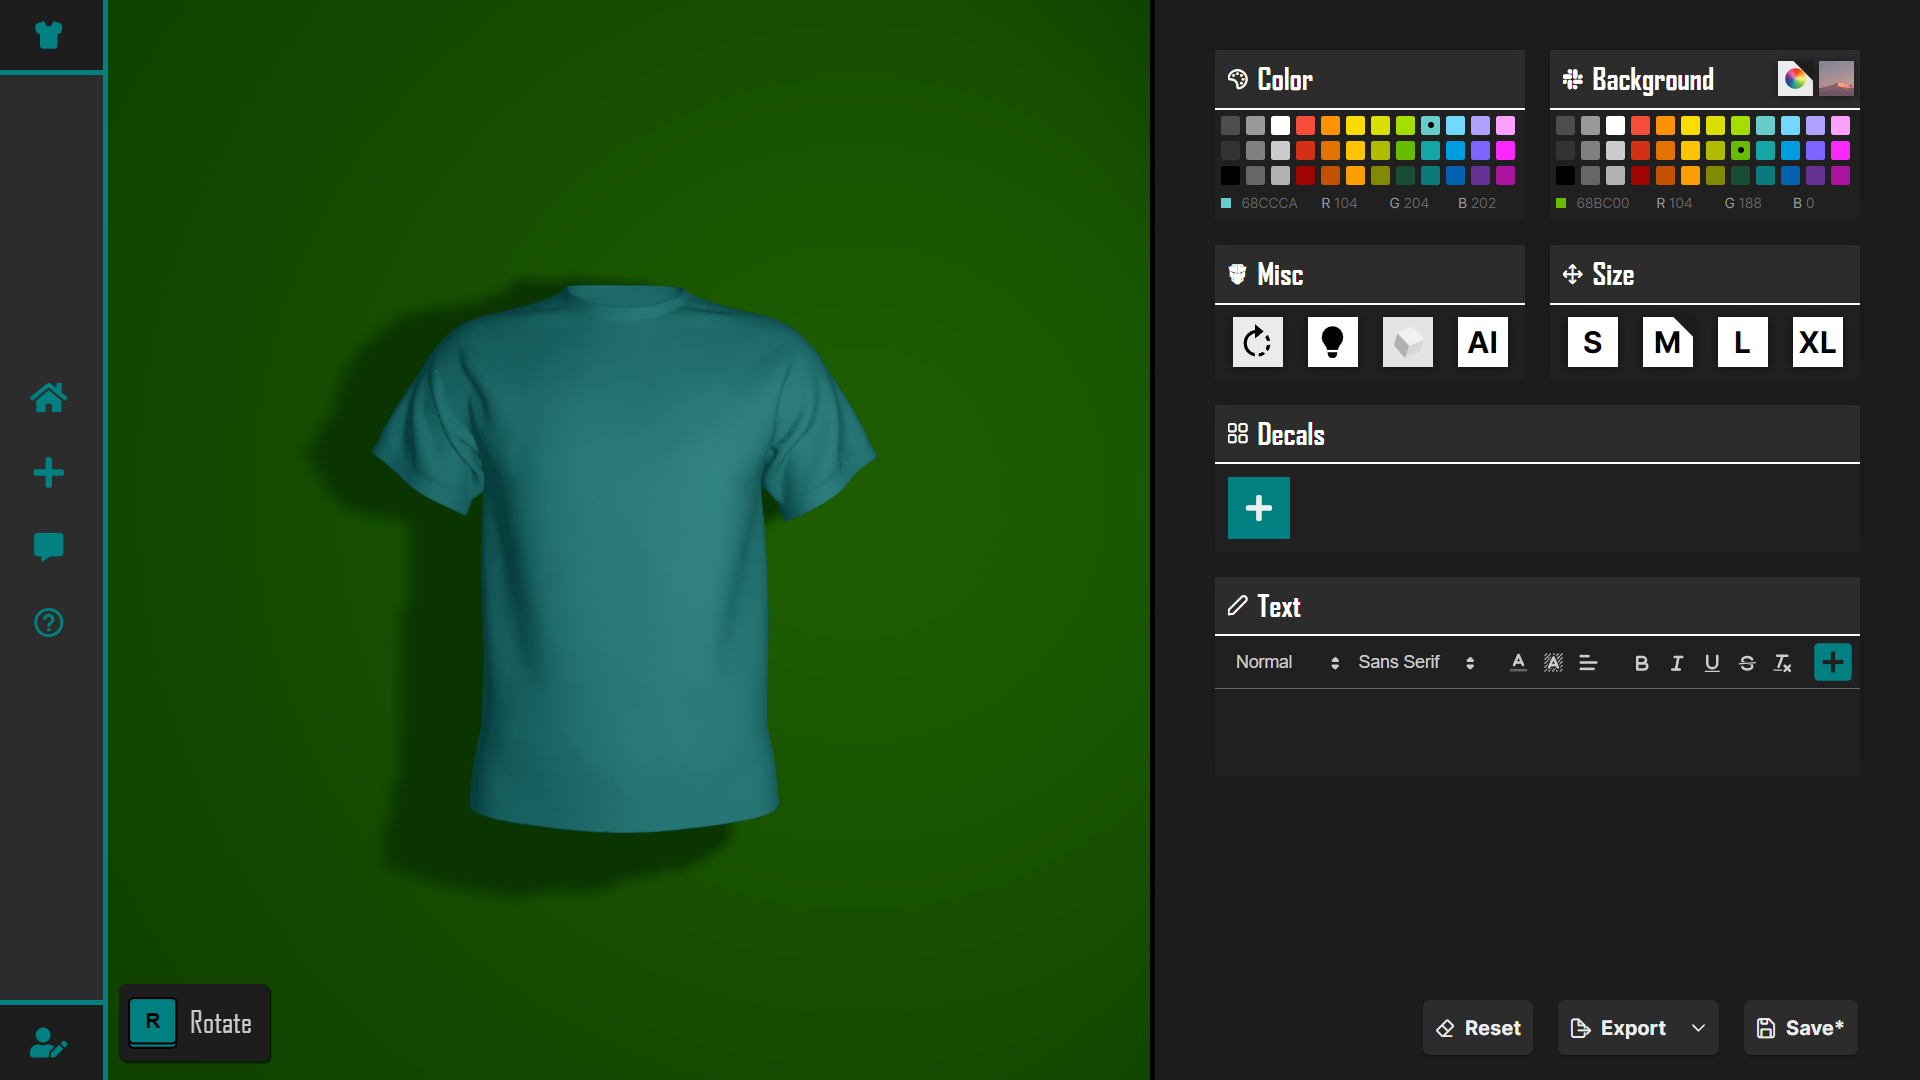 Color
Background
68CCCA R 104 G 204 B 202
68BC00 R 104 G 188 B 0
Misc
Size
AI
S M L XL
Decals
Text
Normal Sans Serif A A B I U S Tx
R Rotate
Reset Export Save*